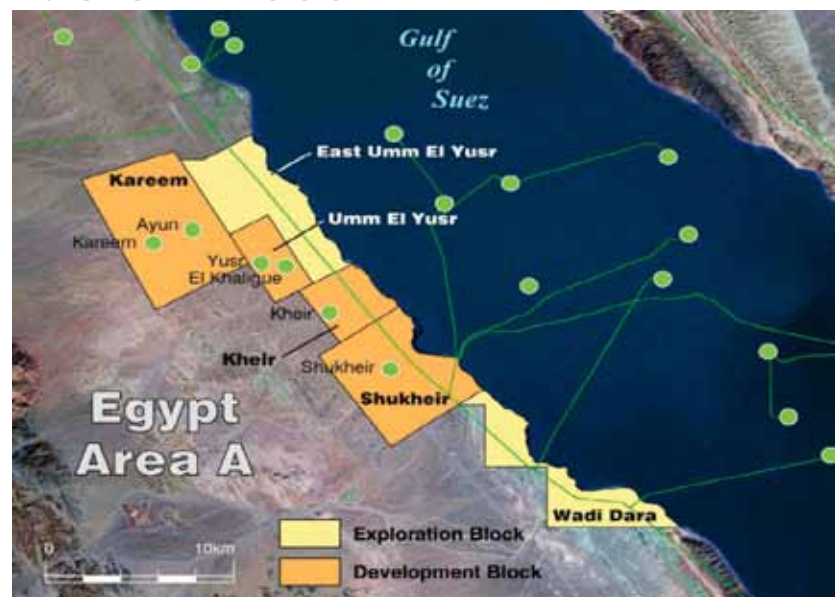 Gulf
of
Suez
East Umm El Yusr
Kareem
Umm El Yusr
Ayun
Kareem
Yusr
El Khaligue
Kheir
Kheir
Shukheir
Shukheir
Egypt
Area A
Wadi Dara
Exploration Block
0 10km
Development Block